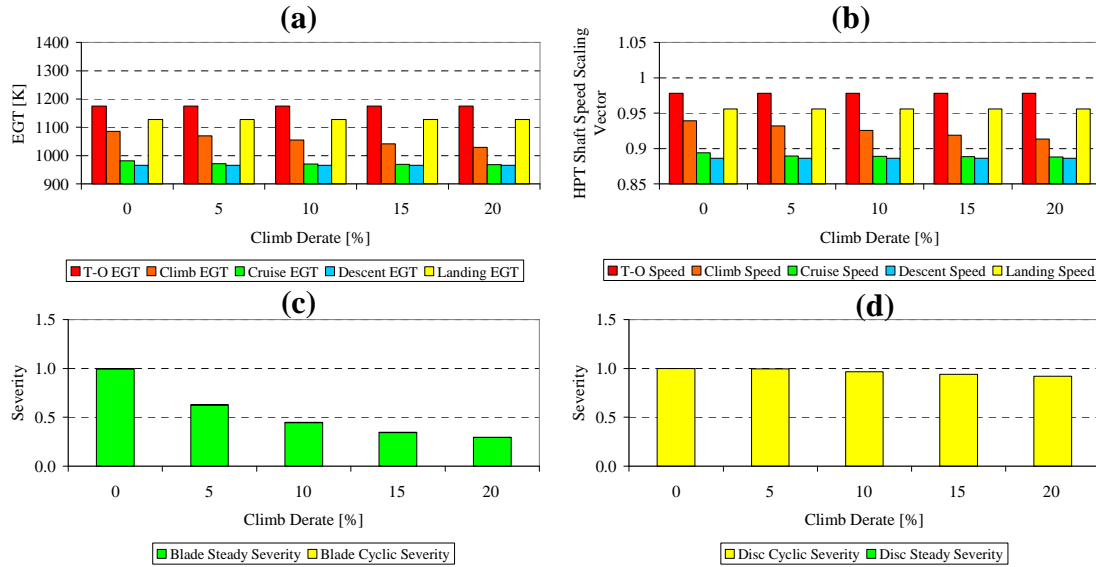 (a)
EGT [K]
1400
1300
1200
1100
1000
900
0 5 10 15 20
Climb Derate [%]
T-O EGT Climb EGT Cruise EGT Descent EGT Landing EGT
(b)
HPT Shaft Speed Scaling
Vector
1.05
1
0.95
0.9
0.85
0 5 10 15 20
Climb Derate [%]
T-O Speed Climb Speed Cruise Speed Descent Speed Landing Speed
(c)
Severity
1.5
1.0
0.5
0.0
0 5 10 15 20
Climb Derate [%]
Blade Steady Severity Blade Cyclic Severity
(d)
Severity
1.5
1.0
0.5
0.0
0 5 10 15 20
Climb Derate [%]
Disc Cyclic Severity Disc Steady Severity